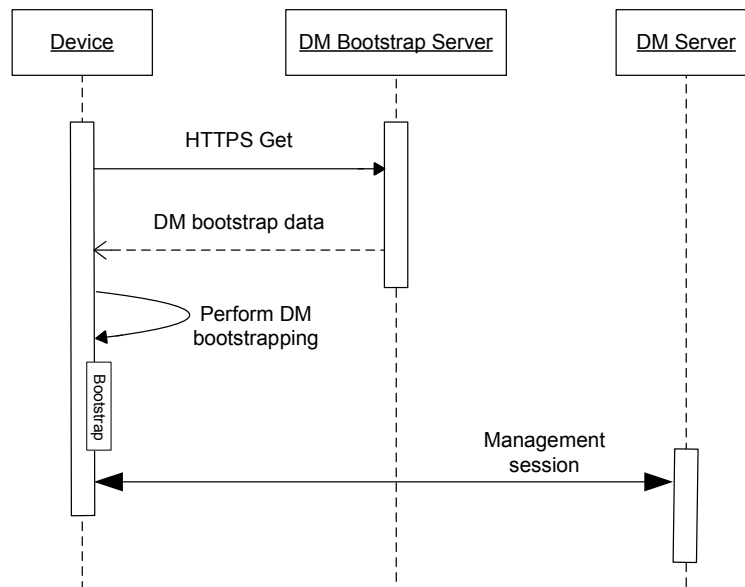 Device
DM Bootstrap Server
DM Server
HTTPS Get
DM bootstrap data
Perform DM
bootstrapping
Bootstrap
Management
session